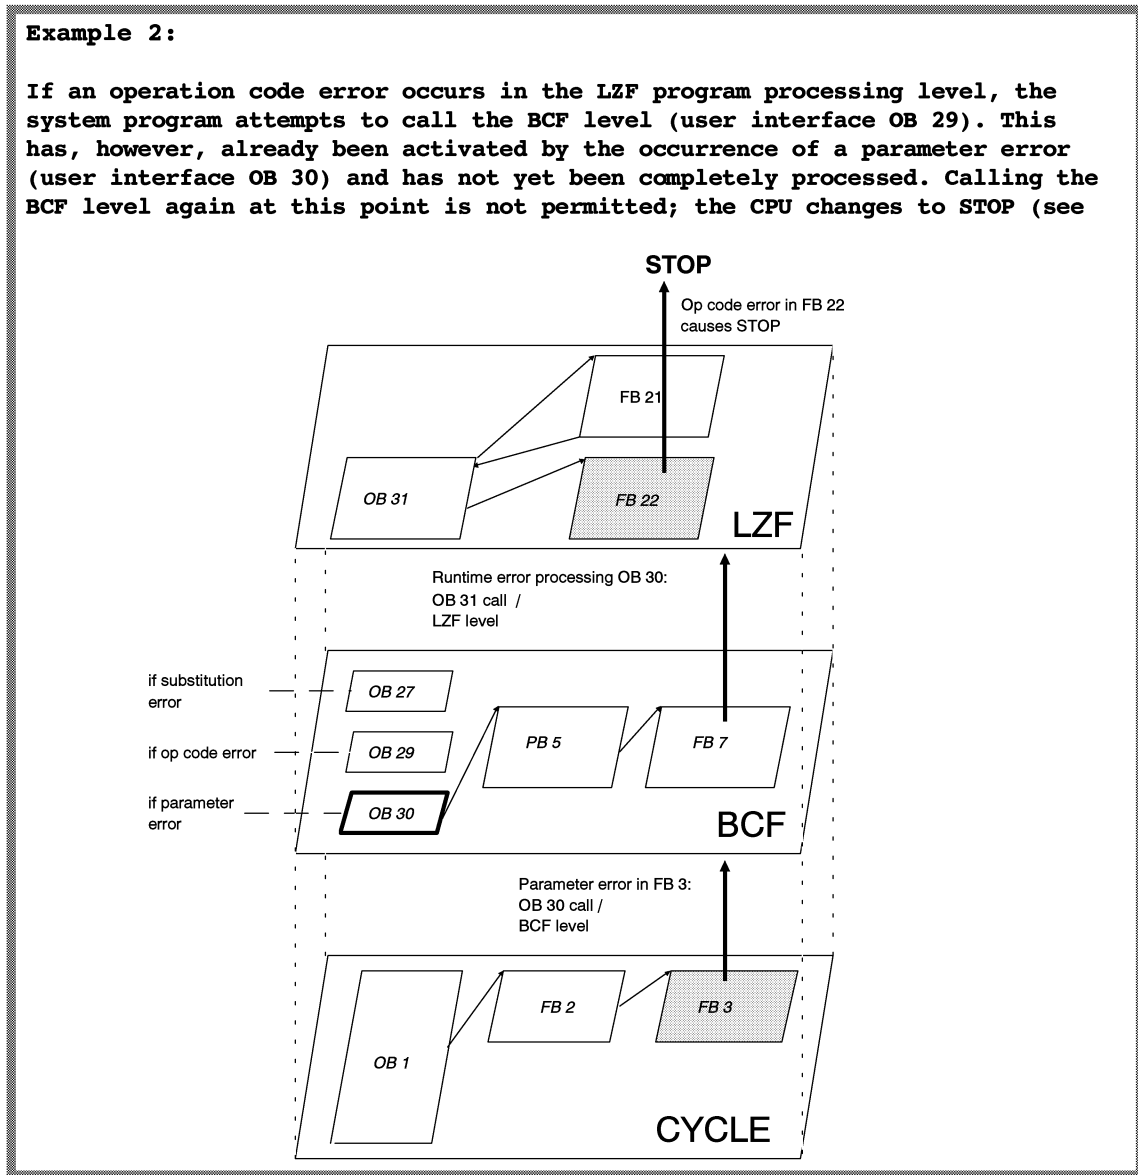 Example 2:
If an operation code error occurs in the LZF program processing level, the
system program attempts to call the BCF level (user interface OB 29). This
has, however, already been activated by the occurrence of a parameter error
(user interface OB 30) and has not yet been completely processed. Calling the
BCF level again at this point is not permitted; the CPU changes to STOP (see
STOP
Op code error in FB 22
causes STOP
FB 21
OB 31
FB 22
LZF
Runtime error processing OB 30:
OB 31 call /
LZF level
if substitution
error
OB 27
if op code error
OB 29
if parameter
error
OB 30
PB 5
FB 7
BCF
Parameter error in FB 3:
OB 30 call /
BCF level
OB 1
FB 2
FB 3
CYCLE